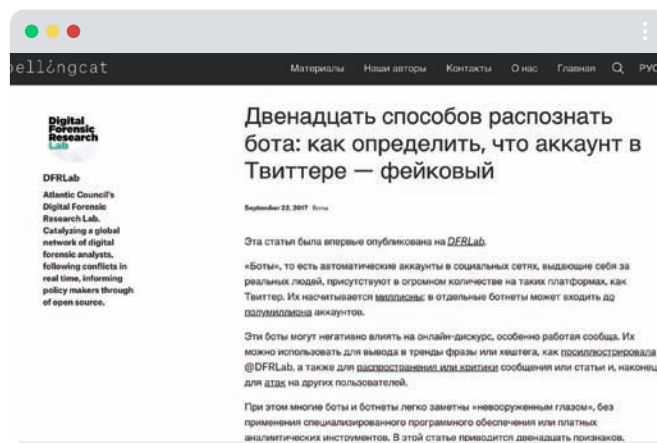 bellingcat
Материалы Наши авторы Контакты О нас Главная РУС
Digital
Forensic
Research
Lab
DFRLab
Atlantic Council's
Digital Forensic
Research Lab.
Catalyzing a global
network of digital
forensic analysts,
following conflicts in
real time, informing
policy makers through
of open source.
Двенадцать способов распознать
бота: как определить, что аккаунт в
Твиттере — фейковый
September 22, 2017 Боты
Эта статья была впервые опубликована на DFRLab.
«Боты», то есть автоматические аккаунты в социальных сетях, выдающие себя за
реальных людей, присутствуют в огромном количестве на таких платформах, как
Твиттер. Их насчитывается миллионы; в отдельные ботнеты может входить до
полумиллиона аккаунтов.
Эти боты могут негативно влиять на онлайн-дискурс, особенно работая сообща. Их
можно использовать для вывода в тренды фразы или хештега, как проиллюстрировала
@DFRLab, а также для распространения или критики сообщения или статьи и, наконец,
для атак на других пользователей.
При этом многие боты и ботнеты легко заметны «невооруженным глазом», без
применения специализированного программного обеспечения или платных
аналитических инструментов. В этой статье приводится двенадцать признаков,